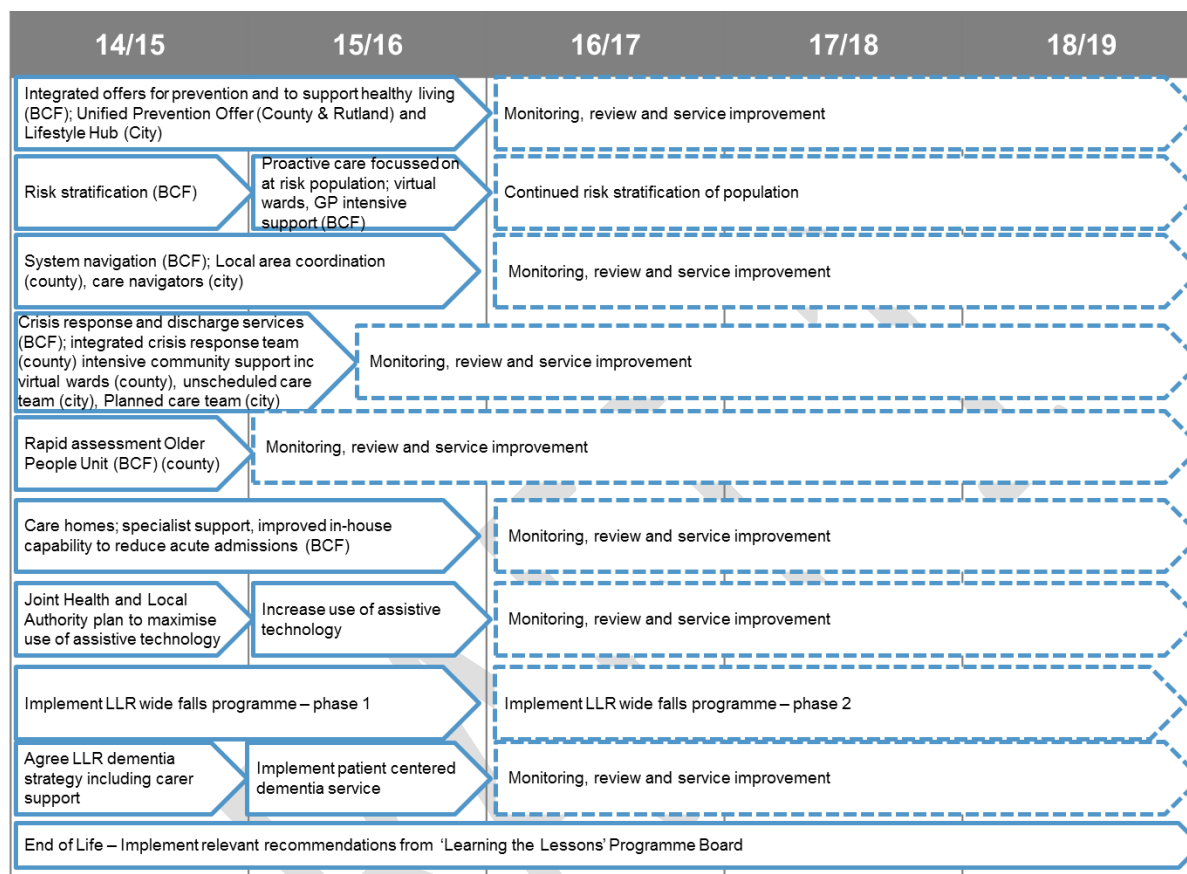 14/15 15/16 16/17 17/18 18/19
Integrated offers for prevention and to support healthy living
(BCF); Unified Prevention Offer (County & Rutland) and
Lifestyle Hub (City)
Monitoring, review and service improvement
Risk stratification (BCF)
Proactive care focussed on
at risk population; virtual
wards, GP intensive
support (BCF)
Continued risk stratification of population
System navigation (BCF); Local area coordination
(county), care navigators (city)
Monitoring, review and service improvement
Crisis response and discharge services
(BCF); integrated crisis response team
(county) intensive community support inc
virtual wards (county), unscheduled care
team (city), Planned care team (city)
Monitoring, review and service improvement
Rapid assessment Older
People Unit (BCF) (county)
Monitoring, review and service improvement
Care homes; specialist support, improved in-house
capability to reduce acute admissions (BCF)
Monitoring, review and service improvement
Joint Health and Local
Authority plan to maximise
use of assistive technology
Increase use of assistive
technology
Monitoring, review and service improvement
Implement LLR wide falls programme – phase 1
Implement LLR wide falls programme – phase 2
Agree LLR dementia
strategy including carer
support
Implement patient centered
dementia service
Monitoring, review and service improvement
End of Life – Implement relevant recommendations from ‘Learning the Lessons’ Programme Board